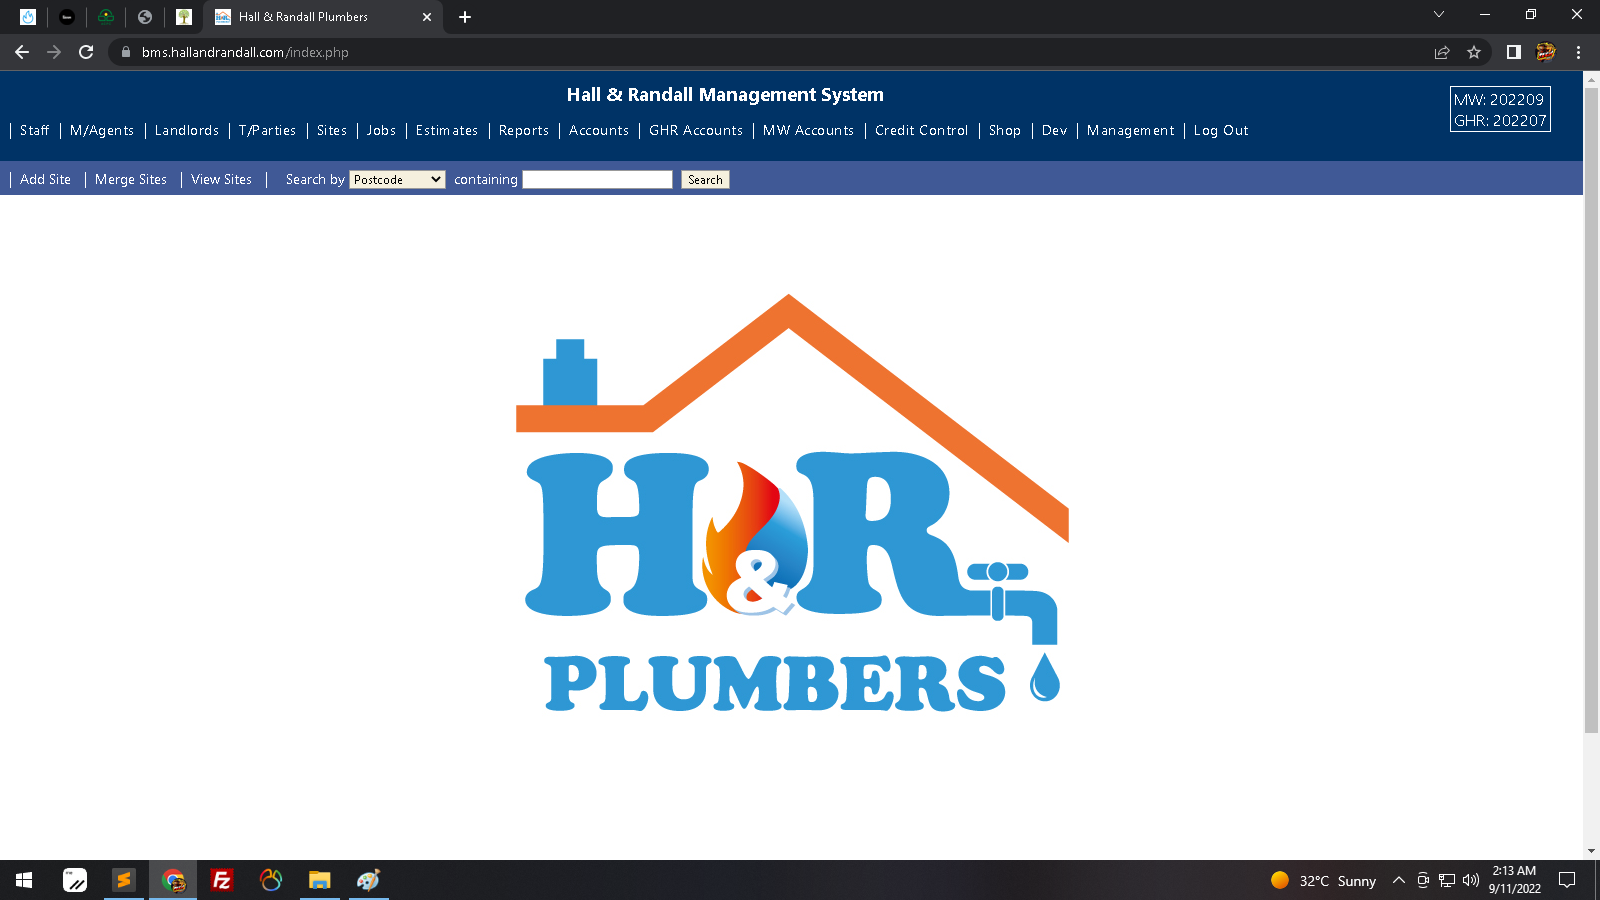 Hall & Randall Plumbers
bms.hallandrandall.com/index.php
Hall & Randall Management System
MW: 202209
GHR: 202207
Staff | M/Agents | Landlords | T/Parties | Sites | Jobs | Estimates | Reports | Accounts | GHR Accounts | MW Accounts | Credit Control | Shop | Dev | Management | Log Out
Add Site | Merge Sites | View Sites | Search by Postcode containing Search
H&R
PLUMBERS
32°C Sunny
2:13 AM
9/11/2022